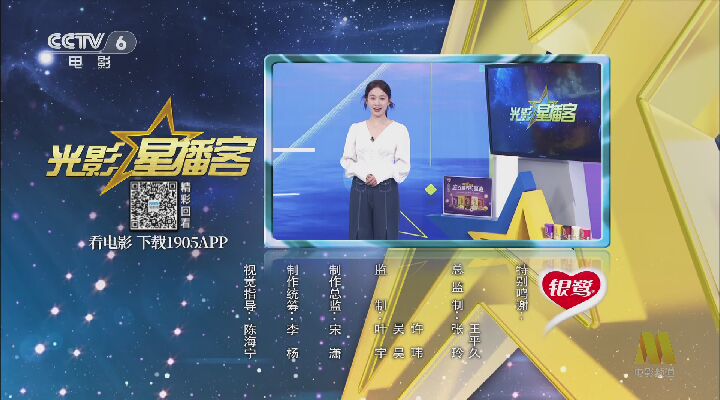 CCTV 6
电影
光影星播客
精彩回看
看电影 下载1905APP
光影星播客
视觉指导·陈海宁
制作统筹·李杨
制作总监·宋潇
监制·叶宇 吴昊 许玮
总监制·张玲 王平久
特别鸣谢·
银鹭
电影频道